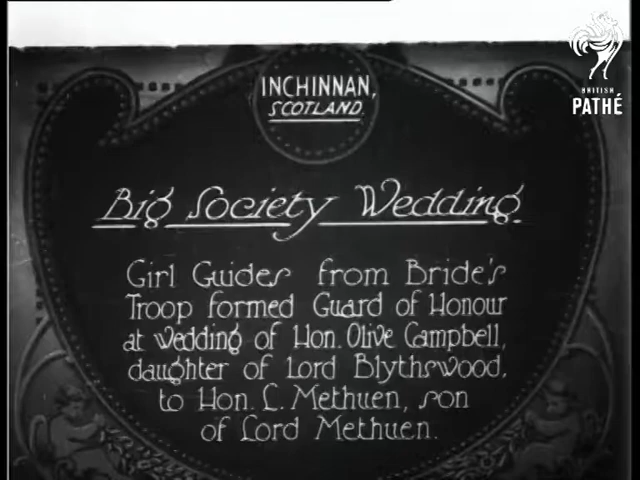 INCHINNAN,
SCOTLAND.
BRITISH
PATHÉ
Big Society Wedding.
Girl Guides from Bride's
Troop formed Guard of Honour
at wedding of Hon. Olive Campbell,
daughter of Lord Blythswood.
to Hon. L. Methuen, son
of Lord Methuen.